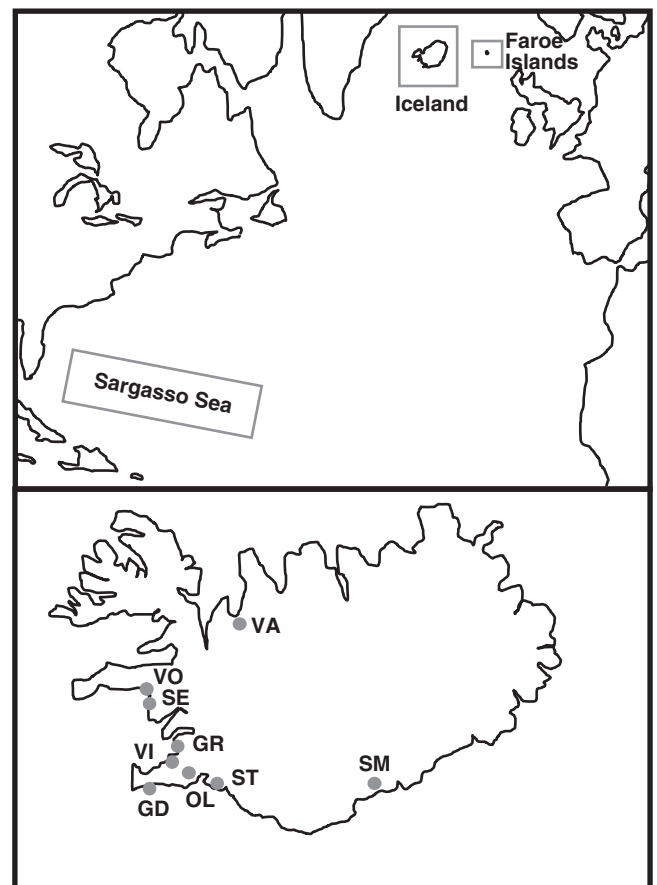 Faroe
Islands
Iceland
Sargasso Sea
VA
VO
SE
GR
VI
SM
ST
OL
GD